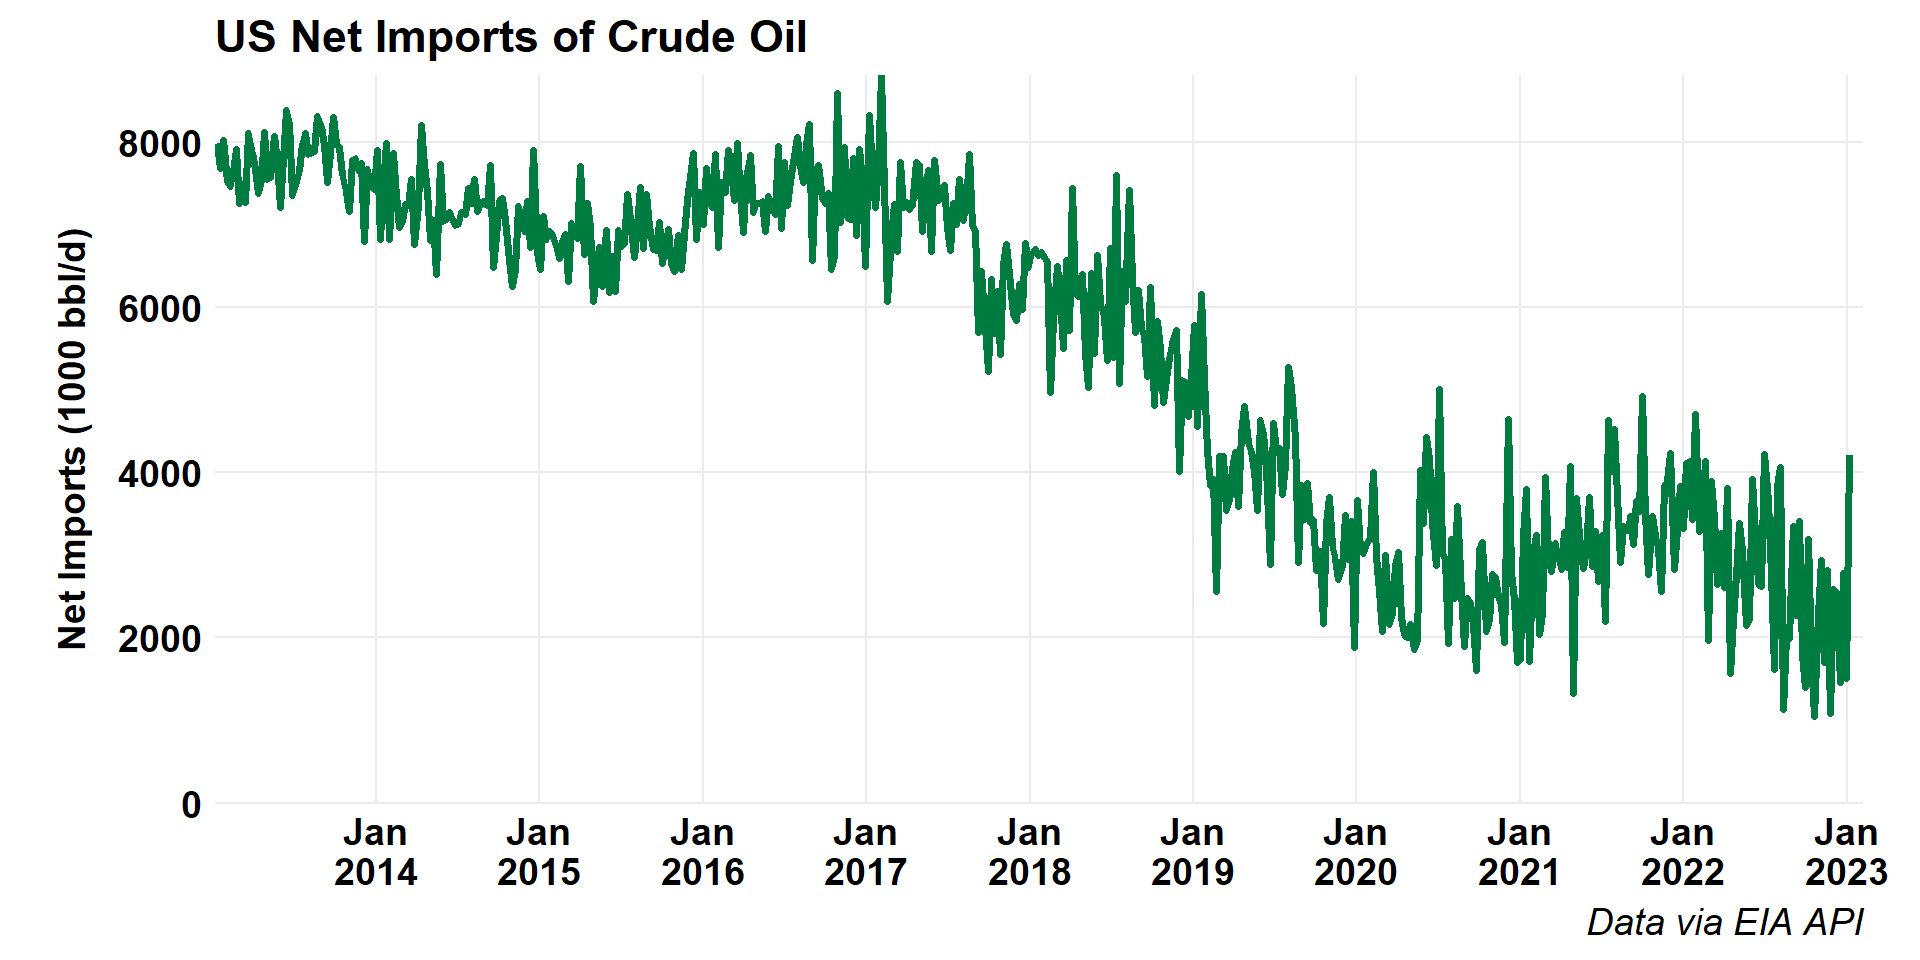 US Net Imports of Crude Oil
Net Imports (1000 bbl/d)
8000
6000
4000
2000
0
Jan 2014
Jan 2015
Jan 2016
Jan 2017
Jan 2018
Jan 2019
Jan 2020
Jan 2021
Jan 2022
Jan 2023
Data via EIA API